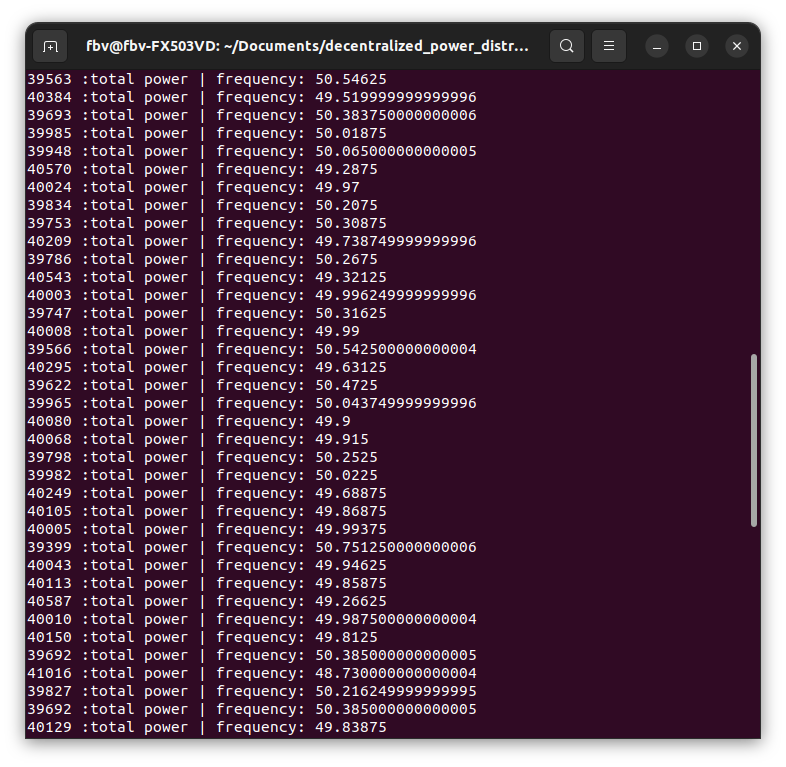 fbv@fbv-FX503VD: ~/Documents/decentralized_power_distr...
39563 :total power | frequency: 50.54625
40384 :total power | frequency: 49.519999999999996
39693 :total power | frequency: 50.383750000000006
39985 :total power | frequency: 50.01875
39948 :total power | frequency: 50.065000000000005
40570 :total power | frequency: 49.2875
40024 :total power | frequency: 49.97
39834 :total power | frequency: 50.2075
39753 :total power | frequency: 50.30875
40209 :total power | frequency: 49.738749999999996
39786 :total power | frequency: 50.2675
40543 :total power | frequency: 49.32125
40003 :total power | frequency: 49.996249999999996
39747 :total power | frequency: 50.31625
40008 :total power | frequency: 49.99
39566 :total power | frequency: 50.542500000000004
40295 :total power | frequency: 49.63125
39622 :total power | frequency: 50.4725
39965 :total power | frequency: 50.043749999999996
40080 :total power | frequency: 49.9
40068 :total power | frequency: 49.915
39798 :total power | frequency: 50.2525
39982 :total power | frequency: 50.0225
40249 :total power | frequency: 49.68875
40105 :total power | frequency: 49.86875
40005 :total power | frequency: 49.99375
39399 :total power | frequency: 50.751250000000006
40043 :total power | frequency: 49.94625
40113 :total power | frequency: 49.85875
40587 :total power | frequency: 49.26625
40010 :total power | frequency: 49.987500000000004
40150 :total power | frequency: 49.8125
39692 :total power | frequency: 50.385000000000005
41016 :total power | frequency: 48.730000000000004
39827 :total power | frequency: 50.216249999999995
39692 :total power | frequency: 50.385000000000005
40129 :total power | frequency: 49.83875